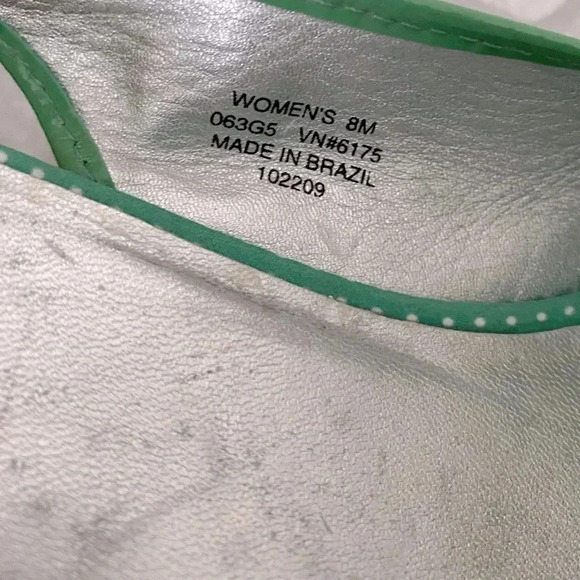 WOMEN'S 8M
063G5 VN#6175
MADE IN BRAZIL
102209